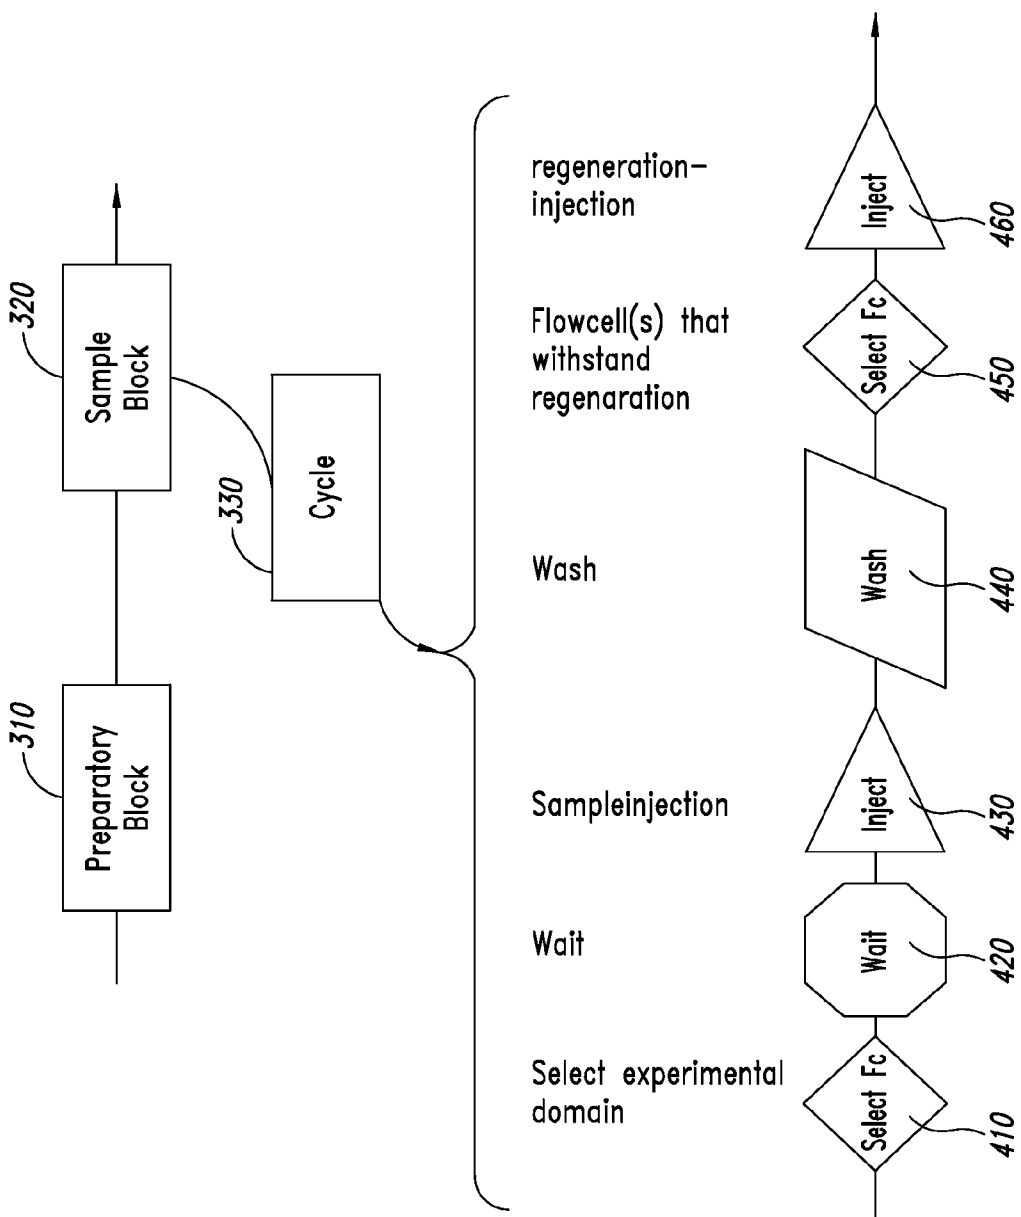 310
Preparatory
Block
320
Sample
Block
330
Cycle
Select experimental
domain
Wait
Sampleinjection
Wash
Flowcell(s) that
withstand
regenaration
regeneration-
injection
Select Fc
Wait
Inject
Wash
Select Fc
Inject
410
420
430
440
450
460